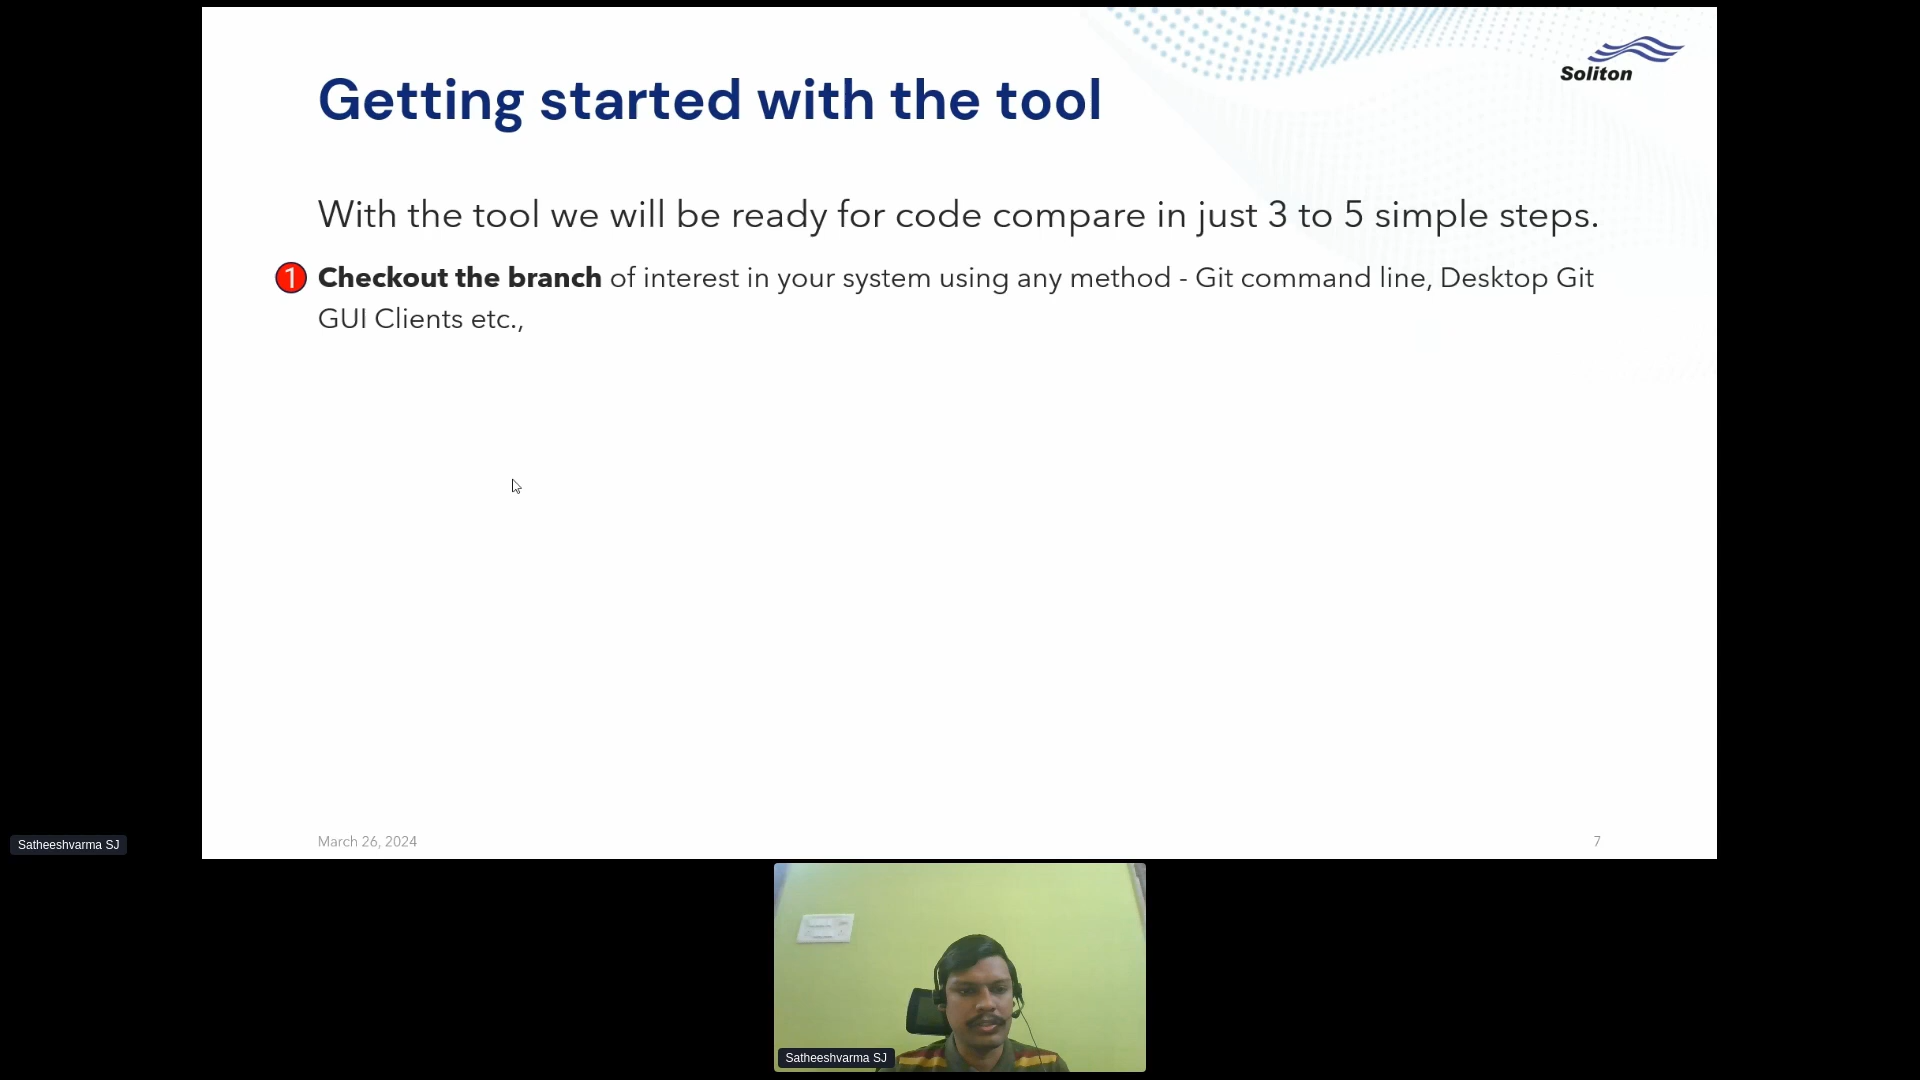 Soliton
Getting started with the tool
With the tool we will be ready for code compare in just 3 to 5 simple steps.
1 Checkout the branch of interest in your system using any method - Git command line, Desktop Git
GUI Clients etc.,
March 26, 2024
7
Satheeshvarma SJ
Satheeshvarma SJ